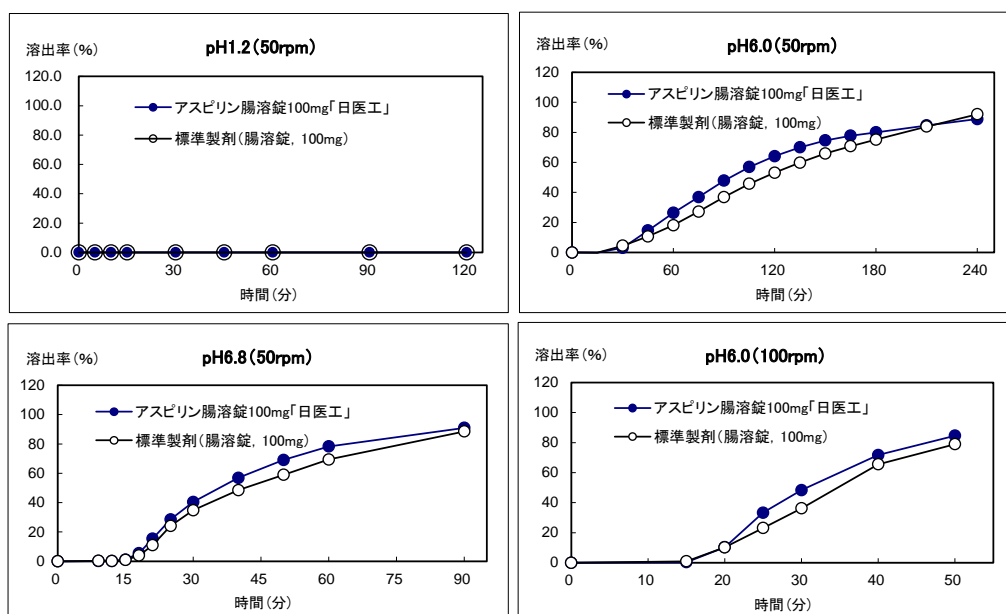 溶出率(%)
pH1.2(50rpm)
120.0
100.0
80.0
60.0
40.0
20.0
0.0
アスピリン腸溶錠100mg「日医工」
標準製剤(腸溶錠, 100mg)
0 30 60 90 120
時間(分)
溶出率(%)
pH6.0(50rpm)
120
100
80
60
40
20
0
アスピリン腸溶錠100mg「日医工」
標準製剤(腸溶錠, 100mg)
0 60 120 180 240
時間(分)
溶出率(%)
pH6.8(50rpm)
120
100
80
60
40
20
0
アスピリン腸溶錠100mg「日医工」
標準製剤(腸溶錠, 100mg)
0 15 30 45 60 75 90
時間(分)
溶出率(%)
pH6.0(100rpm)
120
100
80
60
40
20
0
アスピリン腸溶錠100mg「日医工」
標準製剤(腸溶錠, 100mg)
0 10 20 30 40 50
時間(分)